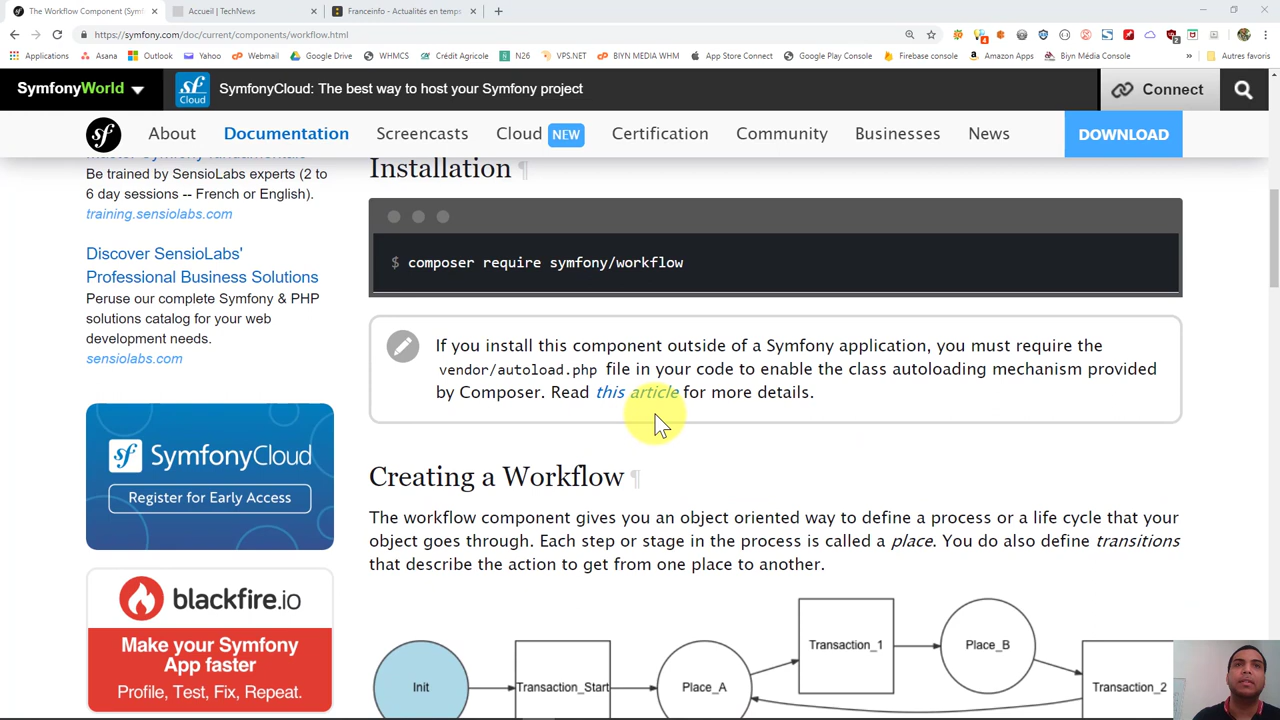 The Workflow Component (Symf
Accueil | TechNews
Franceinfo - Actualités en temps
https://symfony.com/doc/current/components/workflow.html
Applications
Asana
Outlook
Yahoo
Webmail
Google Drive
WHMCS
Crédit Agricole
N26
VPS.NET
BIYN MEDIA WHM
App Store Connect
Google Play Console
Firebase console
Amazon Apps
Biyn Média Console
»
Autres favoris
SymfonyWorld
sf Cloud
SymfonyCloud: The best way to host your Symfony project
Connect
sf
About
Documentation
Screencasts
Cloud NEW
Certification
Community
Businesses
News
DOWNLOAD
Master Symfony fundamentals
Be trained by SensioLabs experts (2 to
6 day sessions -- French or English).
training.sensiolabs.com
Discover SensioLabs'
Professional Business Solutions
Peruse our complete Symfony & PHP
solutions catalog for your web
development needs.
sensiolabs.com
sf SymfonyCloud
Register for Early Access
blackfire.io
Make your Symfony
App faster
Profile, Test, Fix, Repeat.
Installation ¶
$ composer require symfony/workflow
If you install this component outside of a Symfony application, you must require the
vendor/autoload.php file in your code to enable the class autoloading mechanism provided
by Composer. Read this article for more details.
Creating a Workflow ¶
The workflow component gives you an object oriented way to define a process or a life cycle that your
object goes through. Each step or stage in the process is called a place. You do also define transitions
that describe the action to get from one place to another.
Init
Transaction_Start
Place_A
Transaction_1
Place_B
Transaction_2